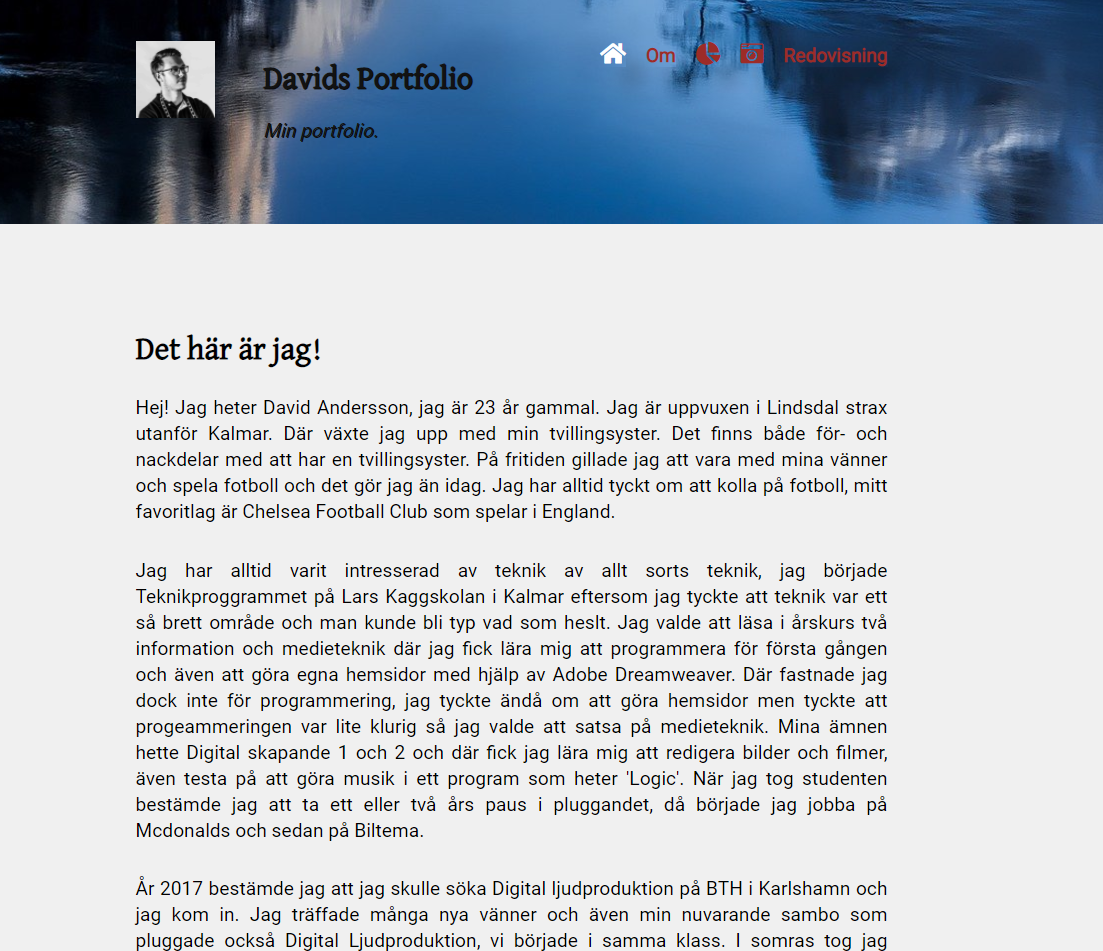 Om
Redovisning
Davids Portfolio
Min portfolio.
Det här är jag!
Hej! Jag heter David Andersson, jag är 23 år gammal. Jag är uppvuxen i Lindsdal strax
utanför Kalmar. Där växte jag upp med min tvillingsyster. Det finns både för- och
nackdelar med att har en tvillingsyster. På fritiden gillade jag att vara med mina vänner
och spela fotboll och det gör jag än idag. Jag har alltid tyckt om att kolla på fotboll, mitt
favoritlag är Chelsea Football Club som spelar i England.
Jag har alltid varit intresserad av teknik av allt sorts teknik, jag började
Teknikproggrammet på Lars Kaggskolan i Kalmar eftersom jag tyckte att teknik var ett
så brett område och man kunde bli typ vad som heslt. Jag valde att läsa i årskurs två
information och medieteknik där jag fick lära mig att programmera för första gången
och även att göra egna hemsidor med hjälp av Adobe Dreamweaver. Där fastnade jag
dock inte för programmering, jag tyckte ändå om att göra hemsidor men tyckte att
progeammeringen var lite klurig så jag valde att satsa på medieteknik. Mina ämnen
hette Digital skapande 1 och 2 och där fick jag lära mig att redigera bilder och filmer,
även testa på att göra musik i ett program som heter 'Logic'. När jag tog studenten
bestämde jag att ta ett eller två års paus i pluggandet, då började jag jobba på
Mcdonalds och sedan på Biltema.
År 2017 bestämde jag att jag skulle söka Digital ljudproduktion på BTH i Karlshamn och
jag kom in. Jag träffade många nya vänner och även min nuvarande sambo som
pluggade också Digital Ljudproduktion, vi började i samma klass. I somras tog jag